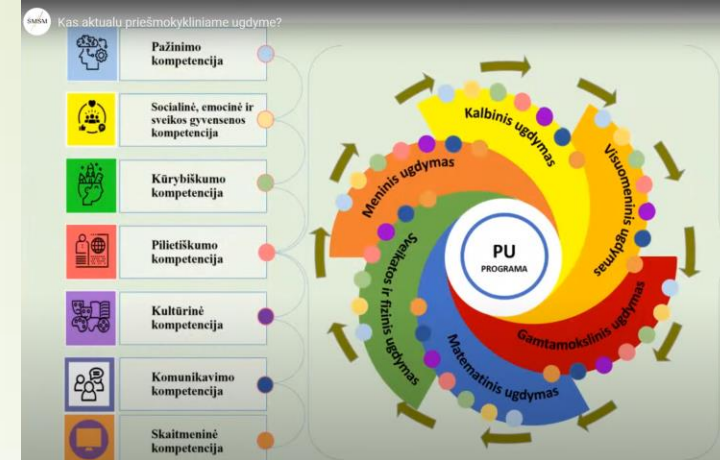 ŠMSM
Kas aktualu priešmokykliniame ugdyme?
Pažinimo
kompetencija
Socialinė, emocinė ir
sveikos gyvensenos
kompetencija
Kūrybiškumo
kompetencija
Pilietiškumo
kompetencija
Kultūrinė
kompetencija
Komunikavimo
kompetencija
Skaitmeninė
kompetencija
Kalbinis ugdymas
Visuomeninis ugdymas
Gamtamokslinis ugdymas
Matematinis ugdymas
Sveikatos ir fizinis ugdymas
Meninis ugdymas
PU
PROGRAMA